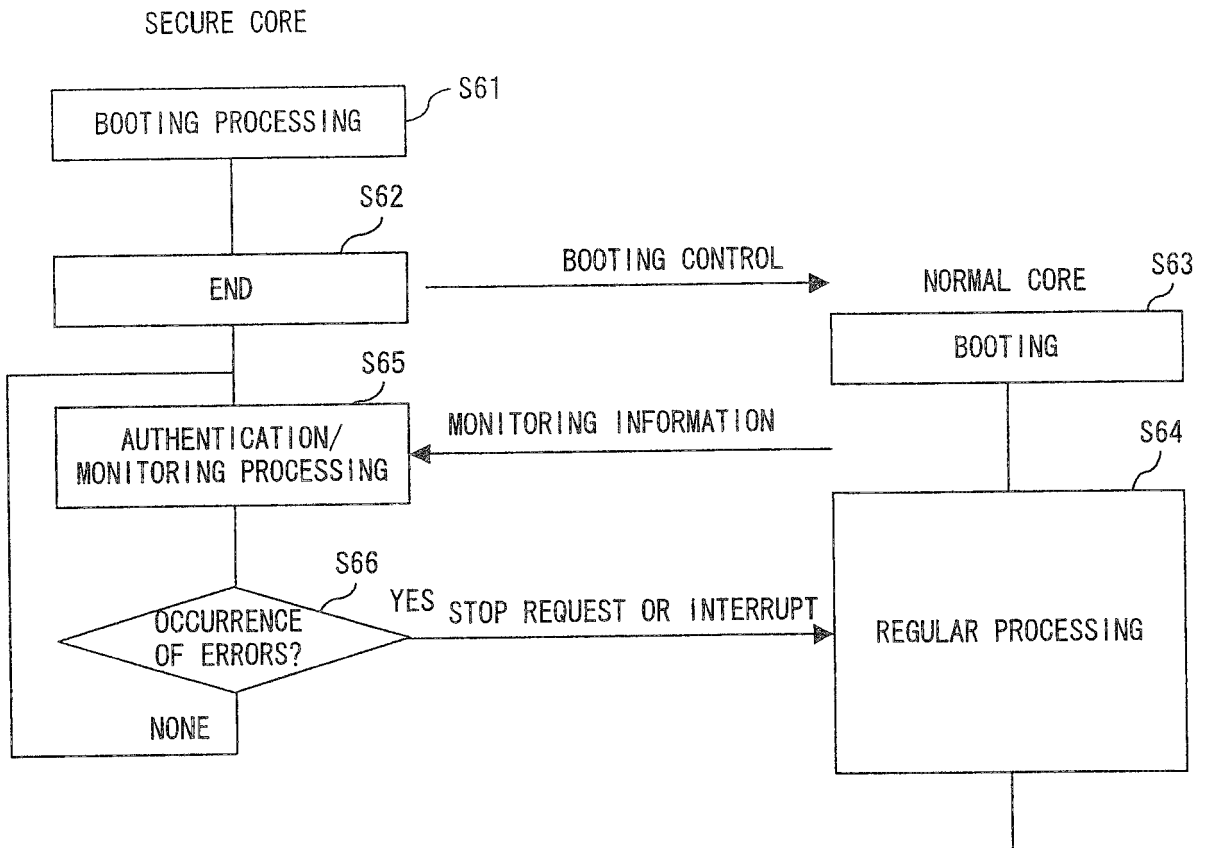 SECURE CORE
S61
BOOTING PROCESSING
S62
END
BOOTING CONTROL
NORMAL CORE
S63
BOOTING
S65
AUTHENTICATION/
MONITORING PROCESSING
MONITORING INFORMATION
S64
S66
OCCURRENCE
OF ERRORS?
YES
STOP REQUEST OR INTERRUPT
REGULAR PROCESSING
NONE